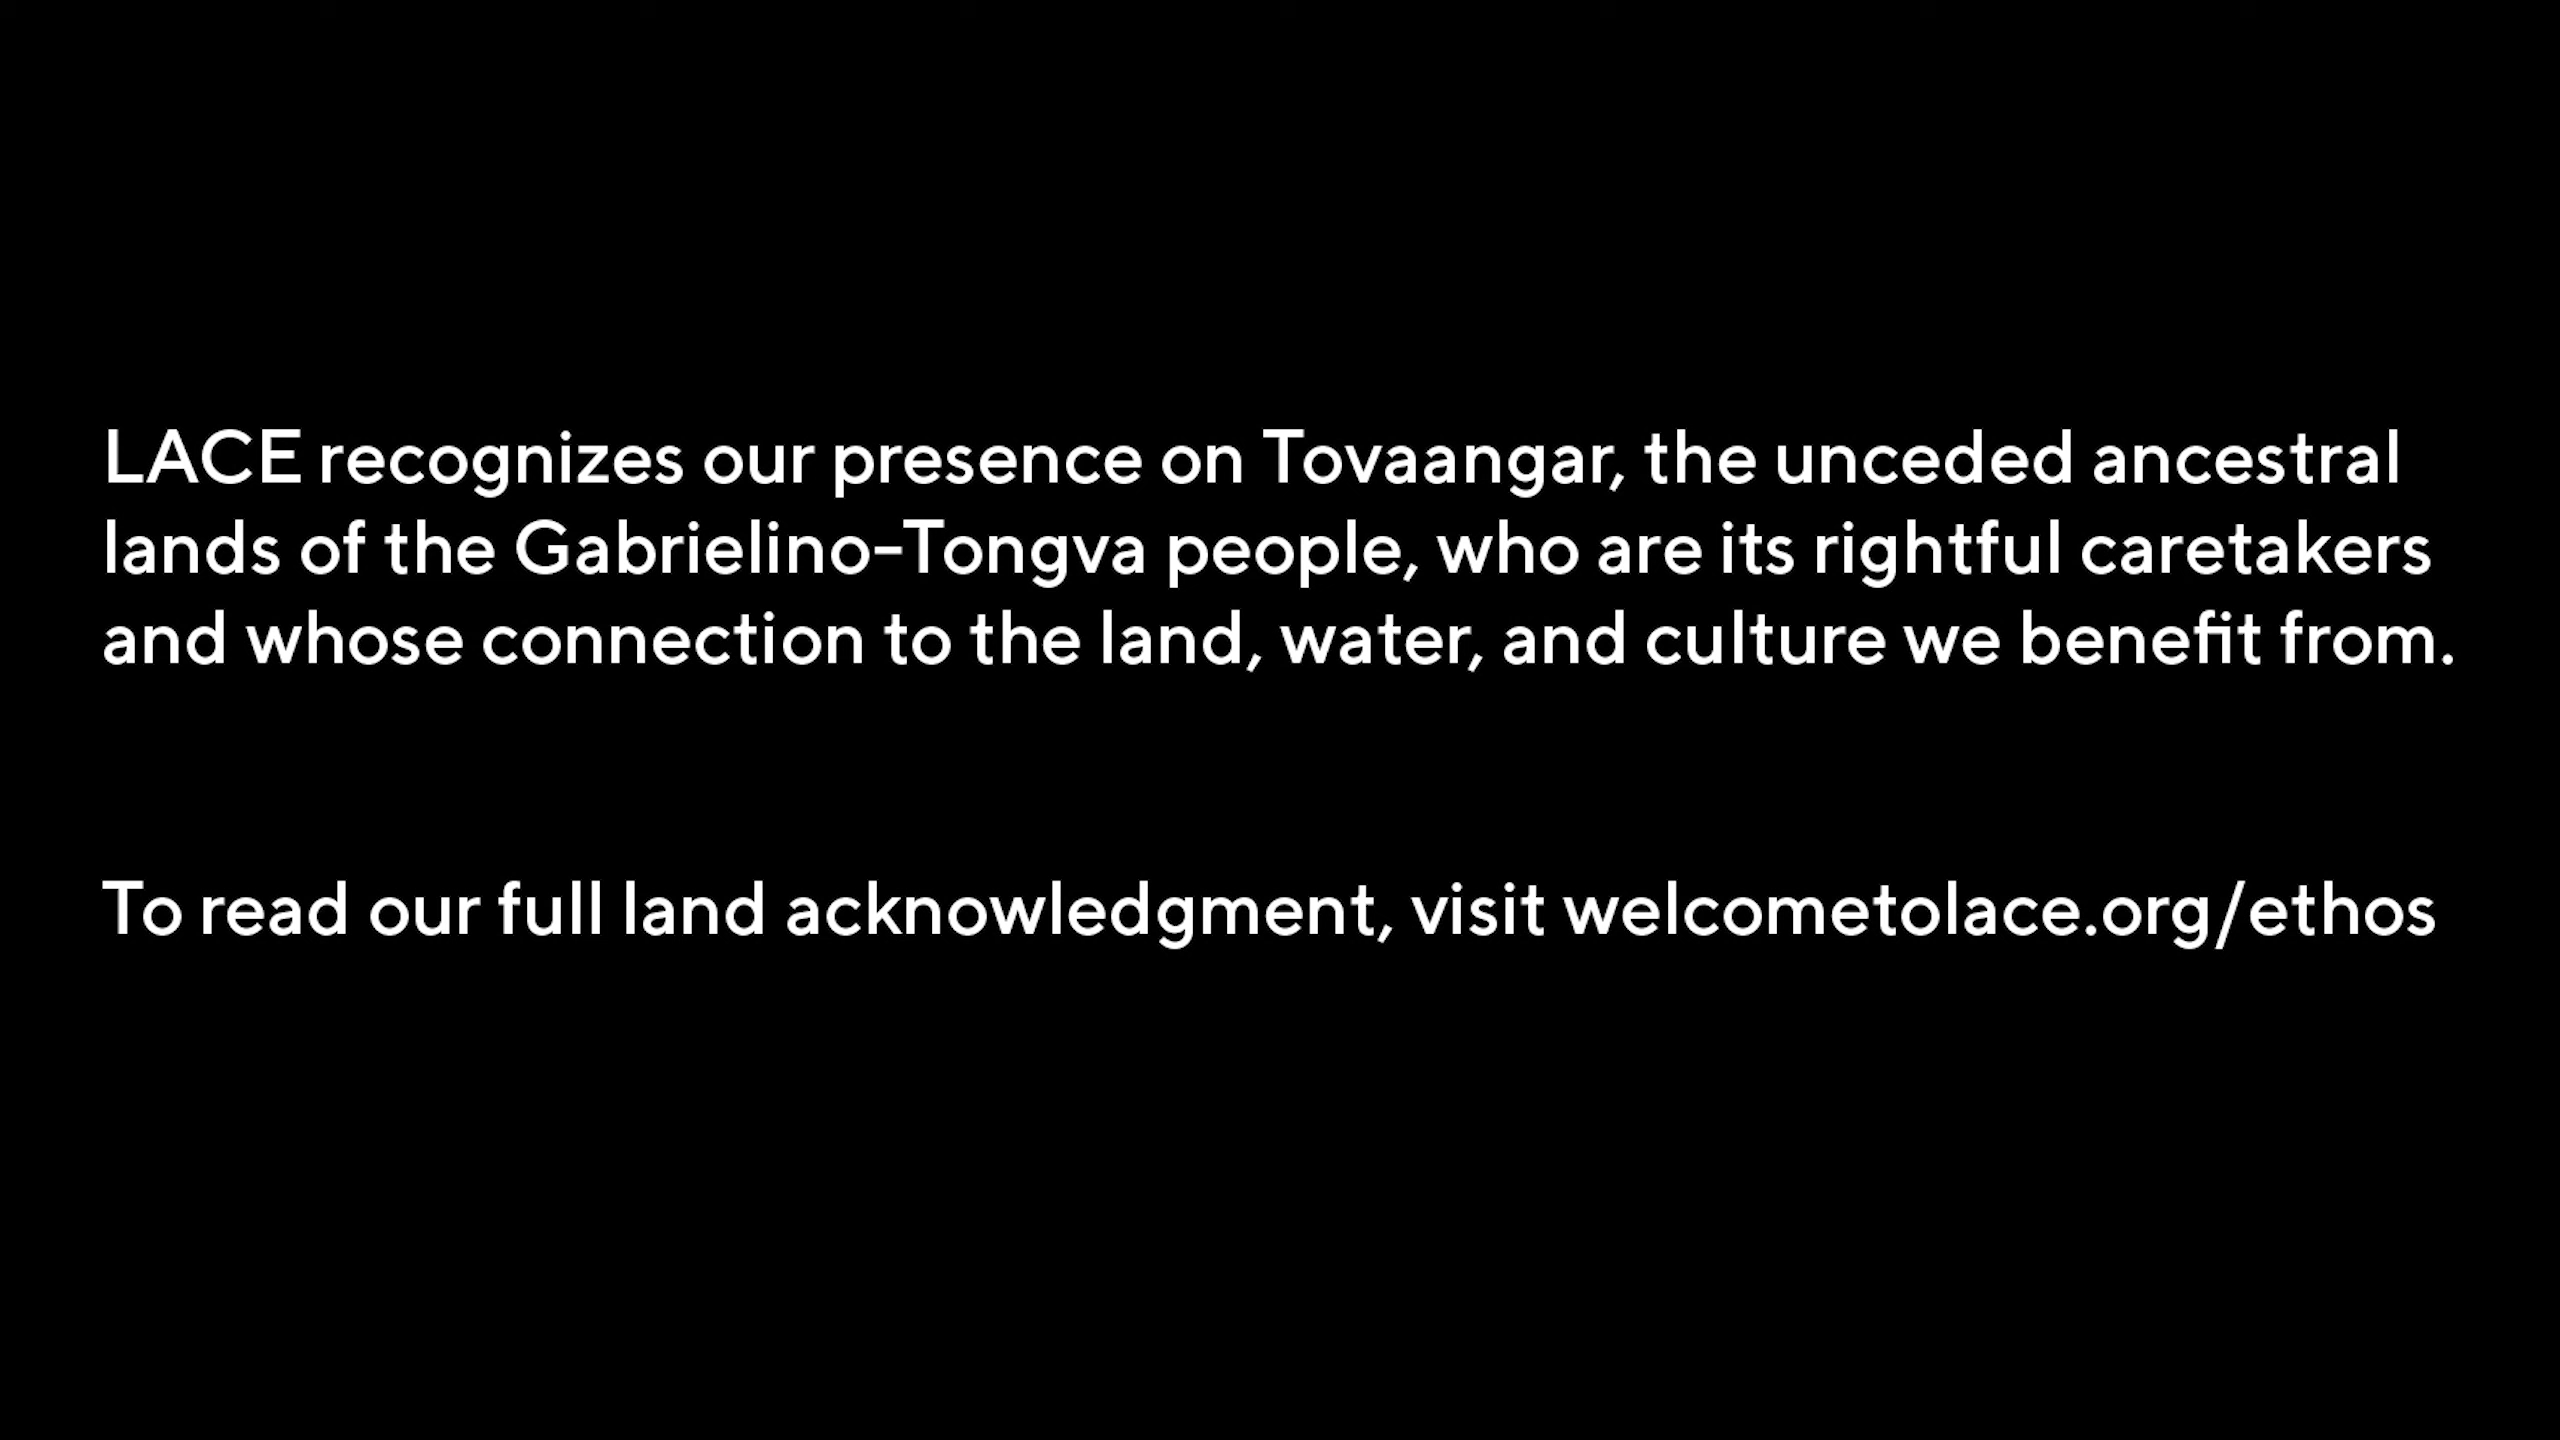 LACE recognizes our presence on Tovaangar, the unceded ancestral
lands of the Gabrielino-Tongva people, who are its rightful caretakers
and whose connection to the land, water, and culture we benefit from.
To read our full land acknowledgment, visit welcometolace.org/ethos